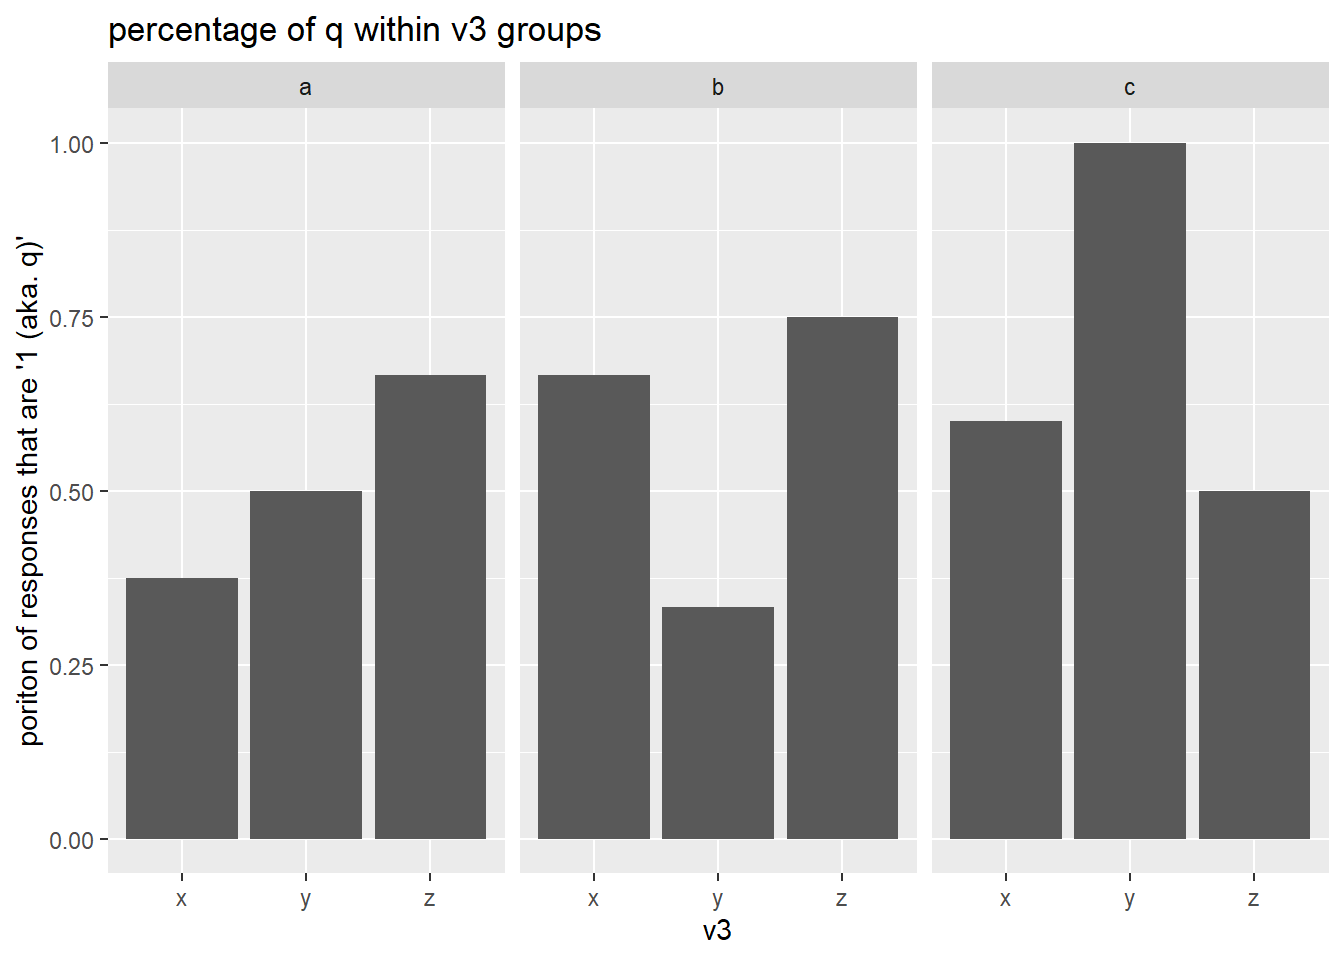 percentage of q within v3 groups
a
b
c
poriton of responses that are '1 (aka. q)'
1.00
0.75
0.50
0.25
0.00
x y z
x y z
x y z
v3